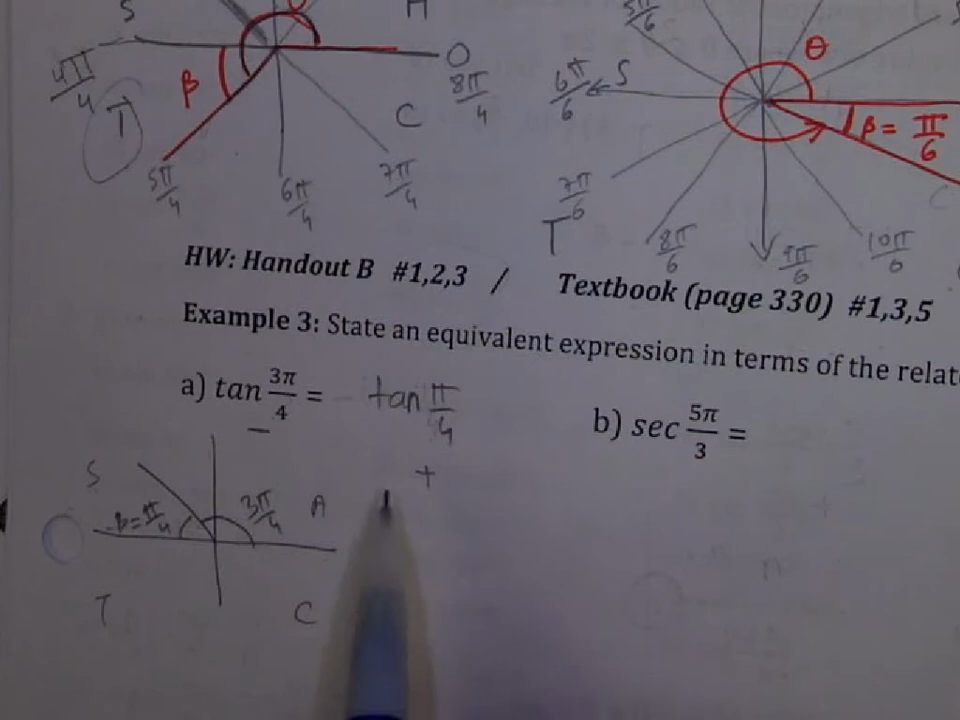 S
θ
A
5π/6
4π/4
β
0
8π/4
T
C
5π/4
6π/4
7π/4
θ
6π/6
S
β = π/6
7π/6
T
8π/6
9π/6
10π/6
C
HW: Handout B #1,2,3 / Textbook (page 330) #1,3,5
Example 3: State an equivalent expression in terms of the relat
a) tan 3π/4 = tan π/4
b) sec 5π/3 =
–
+
S
β = π/4
3π/4
A
T
C